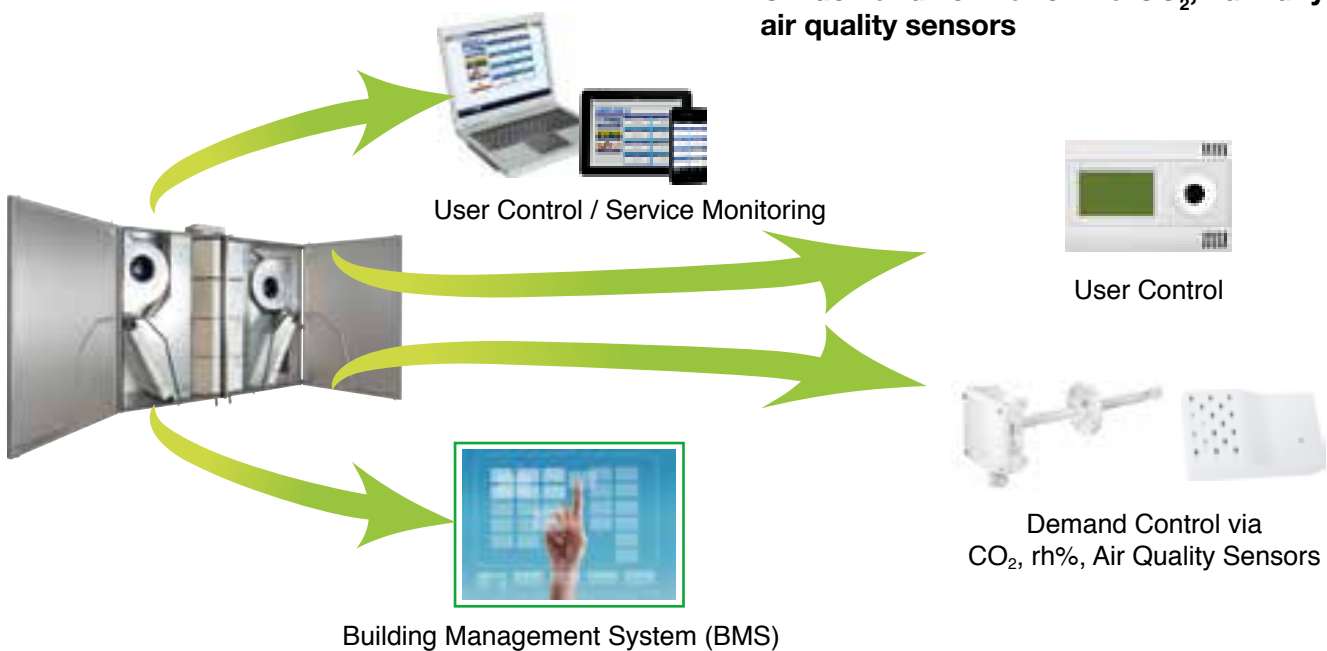 air quality sensors
User Control / Service Monitoring
User Control
Demand Control via
CO₂, rh%, Air Quality Sensors
Building Management System (BMS)